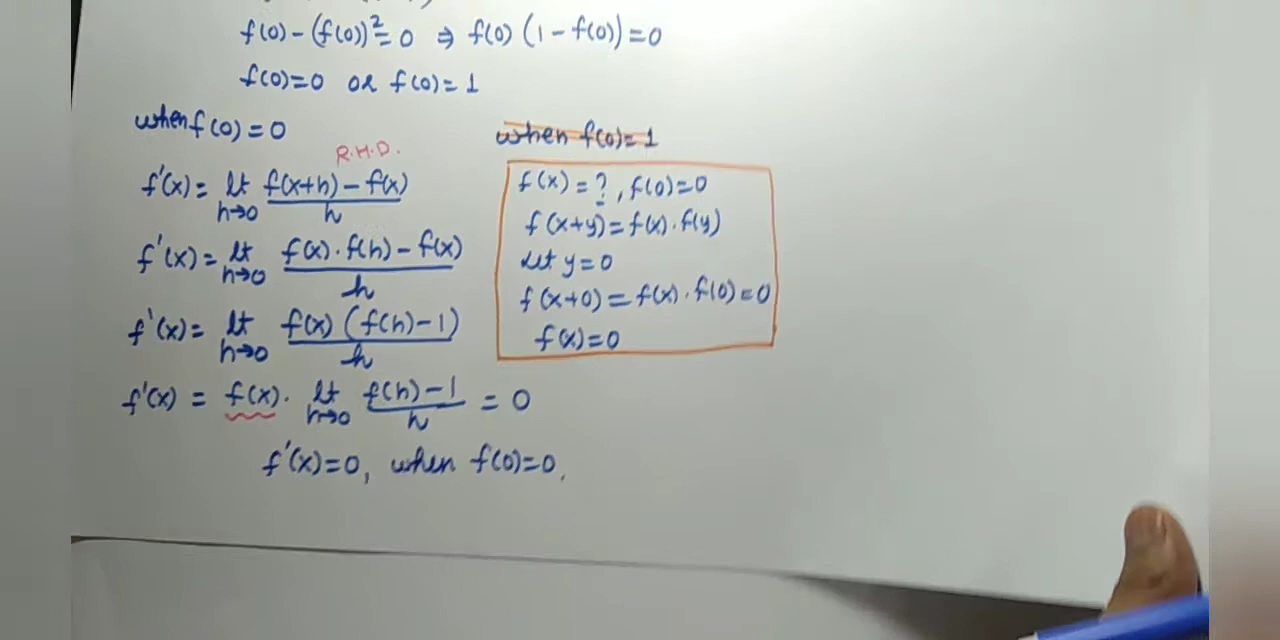 f(0) - (f(0))² = 0 ⇒ f(0) (1 - f(0)) = 0
f(0)=0 or f(0)= 1
when f(0) = 0
R.H.D.
f'(x) = lt h→0 f(x+h) - f(x) / h
f'(x) = lt h→0 f(x) . f(h) - f(x) / h
f'(x) = lt h→0 f(x) (f(h) - 1) / h
f'(x) = f(x) . lt h→0 f(h) - 1 / h = 0
f'(x)=0, when f(0)=0,
when f(0)= 1
f(x) = ?, f(0)=0
f(x+y) = f(x) . f(y)
let y=0
f(x+0) = f(x) . f(0) = 0
f(x)=0